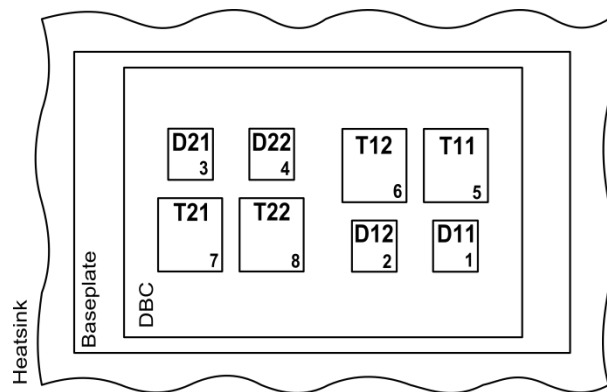 D21
3
D22
4
T12
6
T11
5
T21
7
T22
8
D12
2
D11
1
DBC
Baseplate
Heatsink